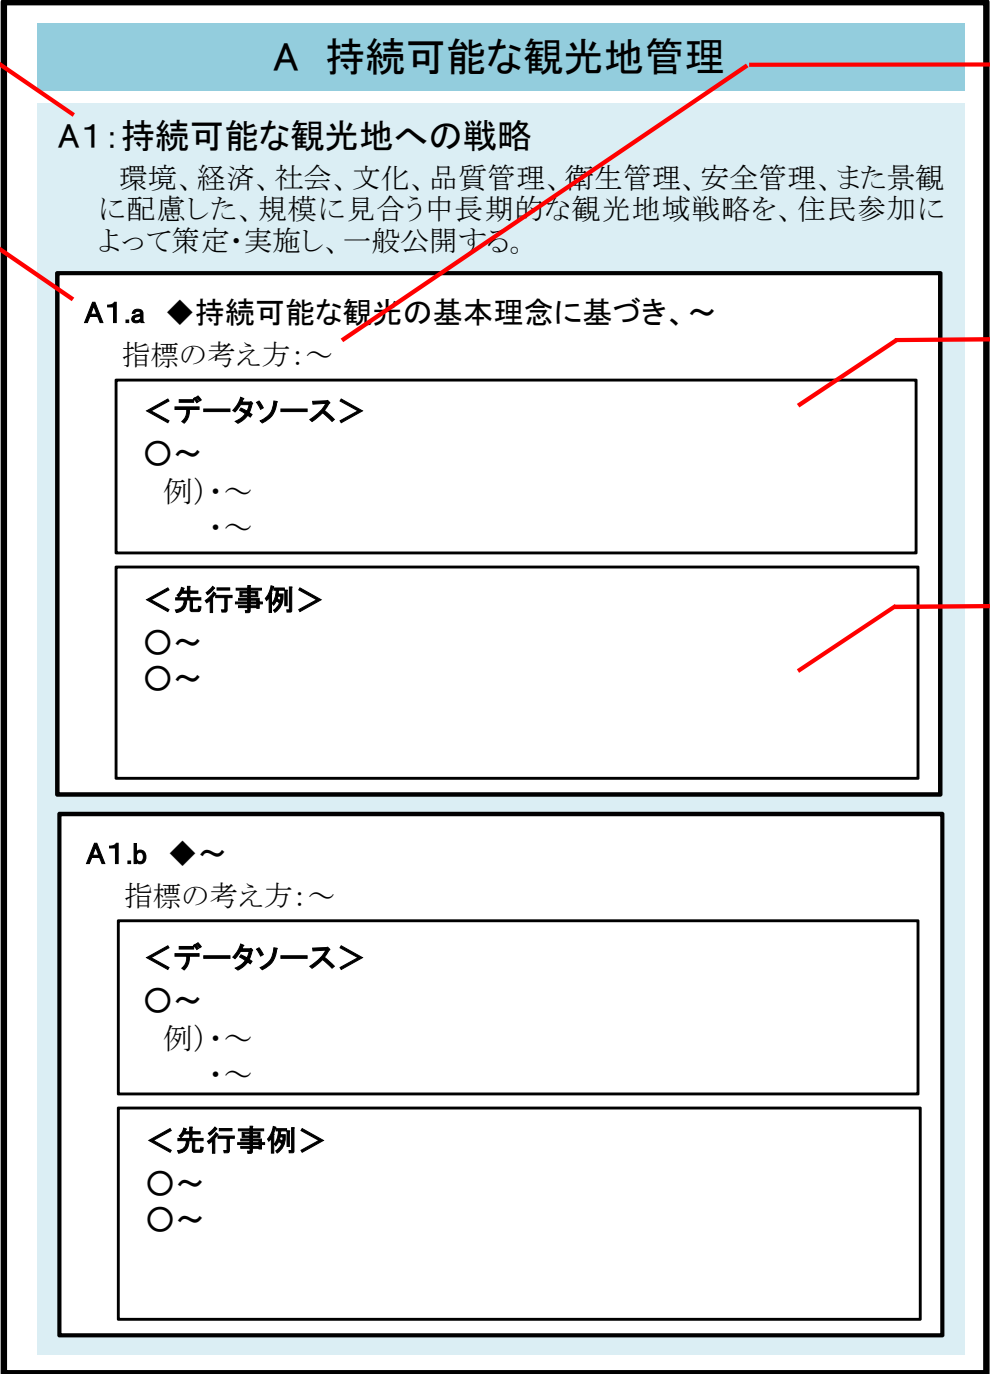 A 持続可能な観光地管理
A1:持続可能な観光地への戦略
環境、経済、社会、文化、品質管理、衛生管理、安全管理、また景観
に配慮した、規模に見合う中長期的な観光地域戦略を、住民参加に
よって策定・実施し、一般公開する。
A1.a ◆持続可能な観光の基本理念に基づき、～
指標の考え方:～
＜データソース＞
○～
例)・～
・～
＜先行事例＞
○～
○～
A1.b ◆～
指標の考え方:～
＜データソース＞
○～
例)・～
・～
＜先行事例＞
○～
○～